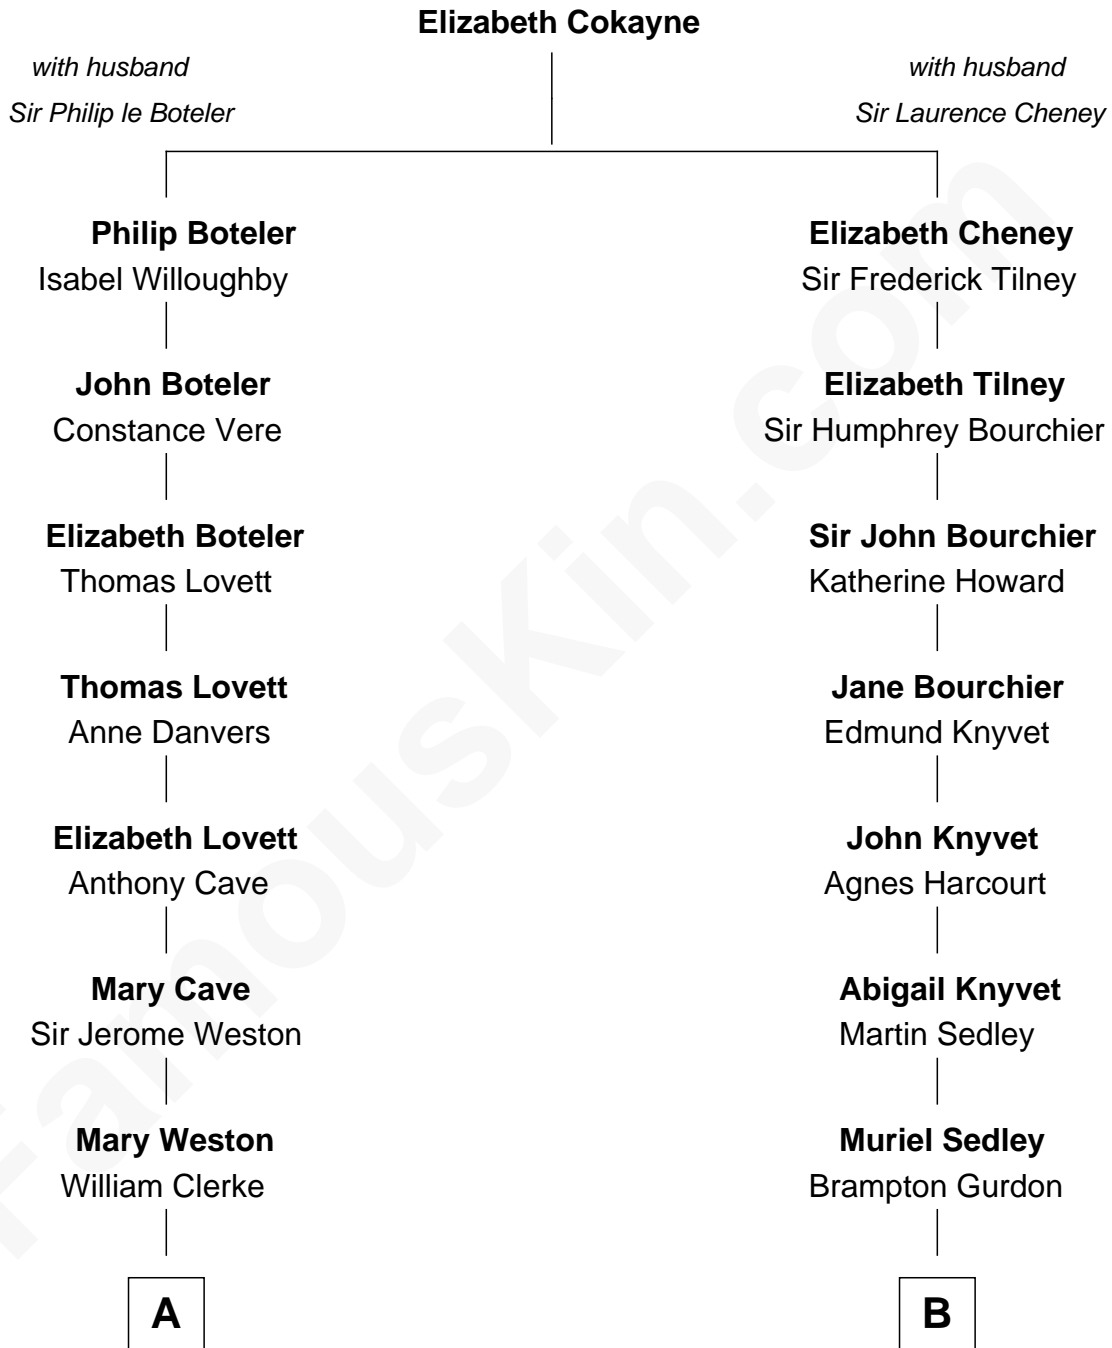 Elizabeth Cokayne
with husband
Sir Philip le Boteler
with husband
Sir Laurence Cheney
Philip Boteler
Isabel Willoughby
Elizabeth Cheney
Sir Frederick Tilney
John Boteler
Constance Vere
Elizabeth Tilney
Sir Humphrey Bourchier
Elizabeth Boteler
Thomas Lovett
Sir John Bourchier
Katherine Howard
Thomas Lovett
Anne Danvers
Jane Bourchier
Edmund Knyvet
Elizabeth Lovett
Anthony Cave
John Knyvet
Agnes Harcourt
Mary Cave
Sir Jerome Weston
Abigail Knyvet
Martin Sedley
Mary Weston
William Clerke
Muriel Sedley
Brampton Gurdon
A
B
FamousKin.com